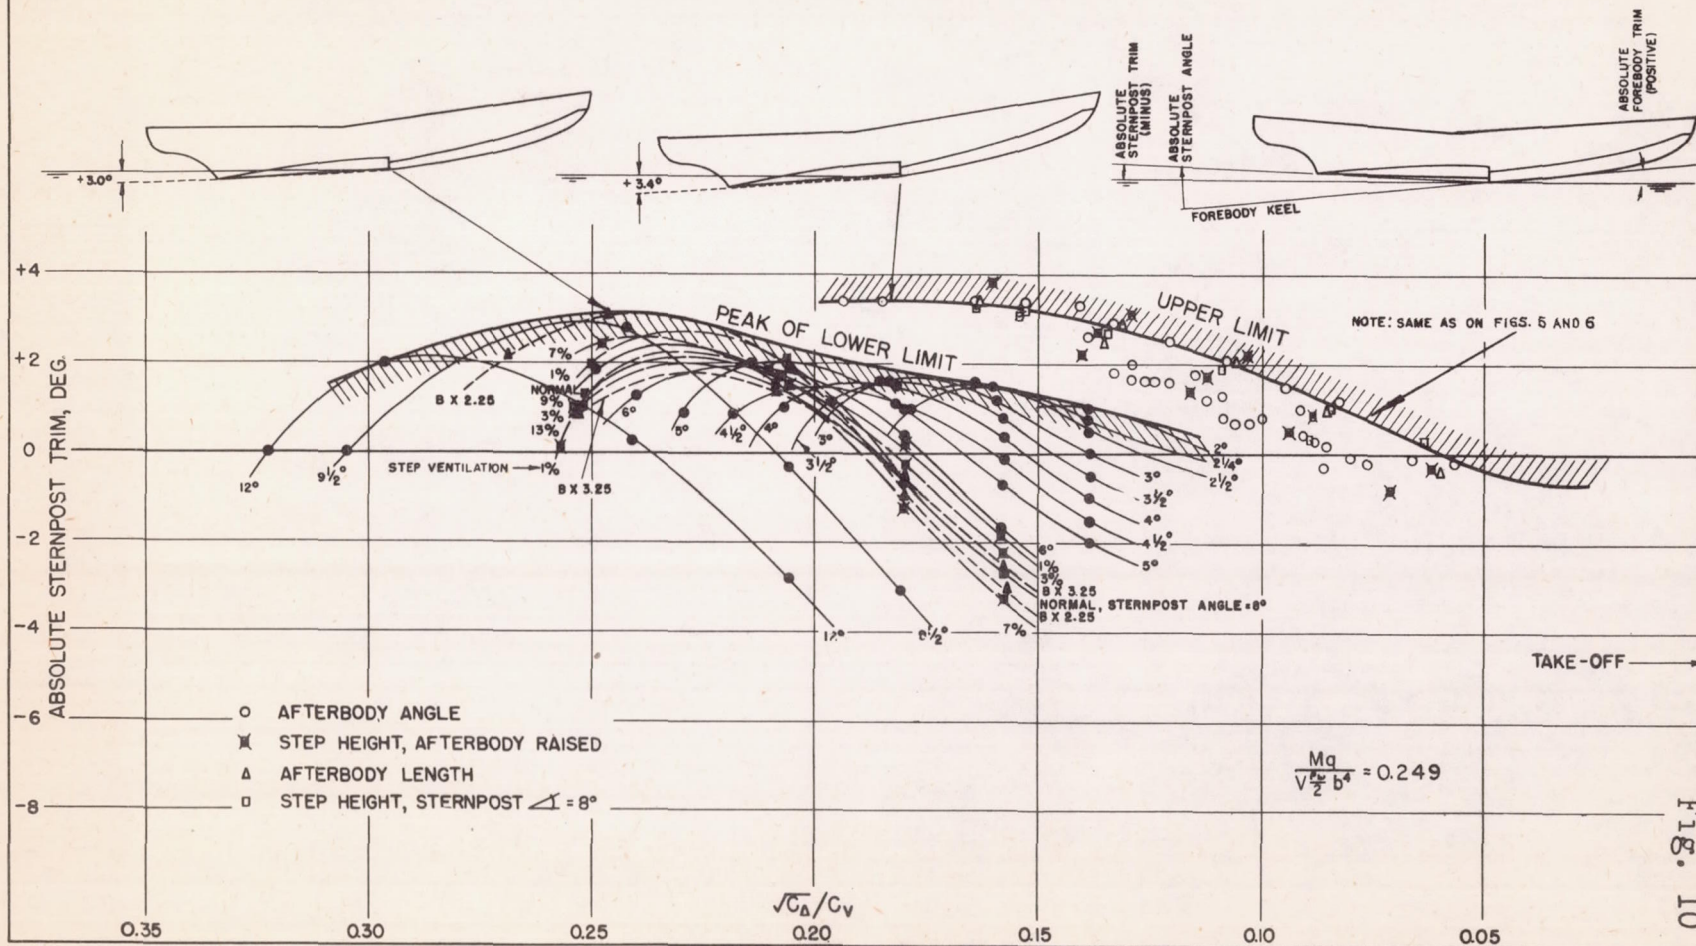 ABSOLUTE STERNPOST TRIM (MINUS)
ABSOLUTE STERNPOST ANGLE
ABSOLUTE FOREBODY TRIM (POSITIVE)
+3.0°
+3.4°
FOREBODY KEEL
+4
+2
0
-2
-4
-6
-8
ABSOLUTE STERNPOST TRIM, DEG.
PEAK OF LOWER LIMIT
UPPER LIMIT
NOTE: SAME AS ON FIGS. 5 AND 6
7%
1%
B X 2.25
NORMAL
9%
3%
13%
STEP VENTILATION → 1%
B X 3.25
12°
9½°
6°
5°
4½°
4°
3½°
3°
2°
2¼°
2½°
3°
3½°
4°
4½°
5°
6°
1%
3%
B X 3.25
NORMAL, STERNPOST ANGLE = 8°
B X 2.25
7%
12°
TAKE-OFF
○ AFTERBODY ANGLE
STEP HEIGHT, AFTERBODY RAISED
△ AFTERBODY LENGTH
□ STEP HEIGHT, STERNPOST ∠ = 8°
Mq
V ρw/2 b⁴ = 0.249
√C∆/Cv
0.35 0.30 0.25 0.20 0.15 0.10 0.05
Fig. 10